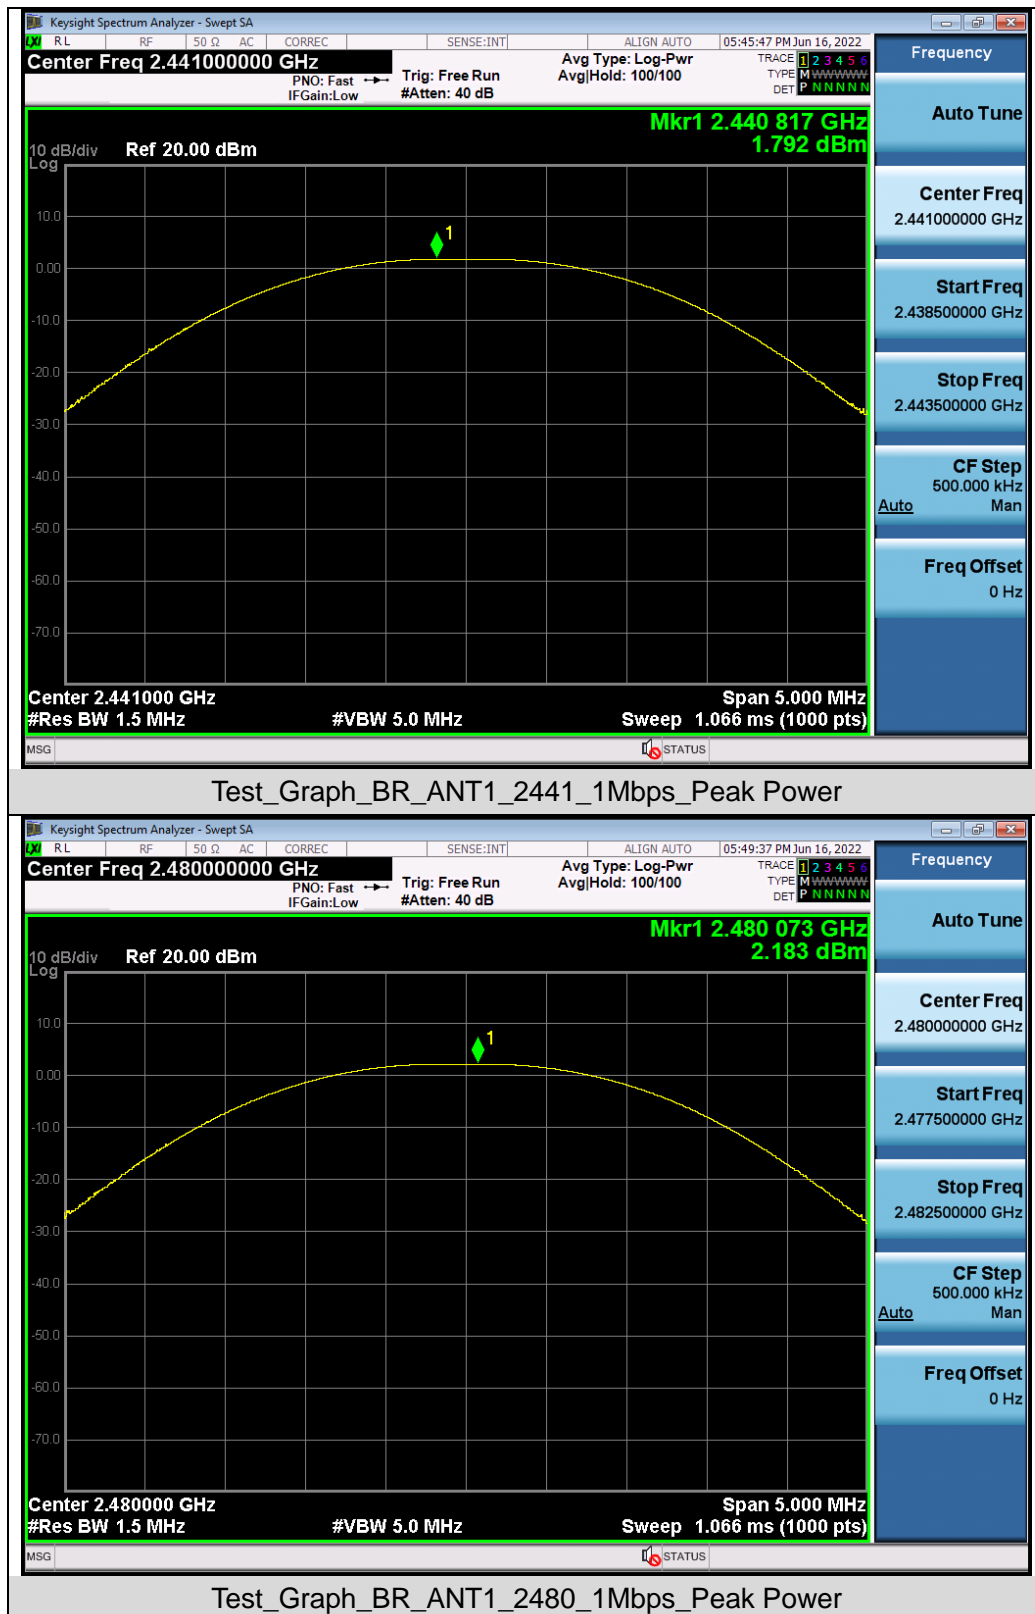 Keysight Spectrum Analyzer - Swept SA
LXI RL RF 50 Ω AC CORREC SENSE:INT ALIGN AUTO 05:45:47 PM Jun 16, 2022
Center Freq 2.441000000 GHz
PNO: Fast
IFGain:Low
Trig: Free Run
#Atten: 40 dB
Avg Type: Log-Pwr
Avg|Hold: 100/100
TRACE 1 2 3 4 5 6
TYPE M WWWWW
DET P N N N N N
Mkr1 2.440 817 GHz
1.792 dBm
10 dB/div Ref 20.00 dBm
Log
10.0
1
0.00
-10.0
-20.0
-30.0
-40.0
-50.0
-60.0
-70.0
Center 2.441000 GHz Span 5.000 MHz
#Res BW 1.5 MHz #VBW 5.0 MHz Sweep 1.066 ms (1000 pts)
MSG STATUS
Frequency
Auto Tune
Center Freq
2.441000000 GHz
Start Freq
2.438500000 GHz
Stop Freq
2.443500000 GHz
CF Step
500.000 kHz
Auto Man
Freq Offset
0 Hz
Test_Graph_BR_ANT1_2441_1Mbps_Peak Power
Keysight Spectrum Analyzer - Swept SA
LXI RL RF 50 Ω AC CORREC SENSE:INT ALIGN AUTO 05:49:37 PM Jun 16, 2022
Center Freq 2.480000000 GHz
PNO: Fast
IFGain:Low
Trig: Free Run
#Atten: 40 dB
Avg Type: Log-Pwr
Avg|Hold: 100/100
TRACE 1 2 3 4 5 6
TYPE M WWWWW
DET P N N N N N
Mkr1 2.480 073 GHz
2.183 dBm
10 dB/div Ref 20.00 dBm
Log
10.0
1
0.00
-10.0
-20.0
-30.0
-40.0
-50.0
-60.0
-70.0
Center 2.480000 GHz Span 5.000 MHz
#Res BW 1.5 MHz #VBW 5.0 MHz Sweep 1.066 ms (1000 pts)
MSG STATUS
Frequency
Auto Tune
Center Freq
2.480000000 GHz
Start Freq
2.477500000 GHz
Stop Freq
2.482500000 GHz
CF Step
500.000 kHz
Auto Man
Freq Offset
0 Hz
Test_Graph_BR_ANT1_2480_1Mbps_Peak Power